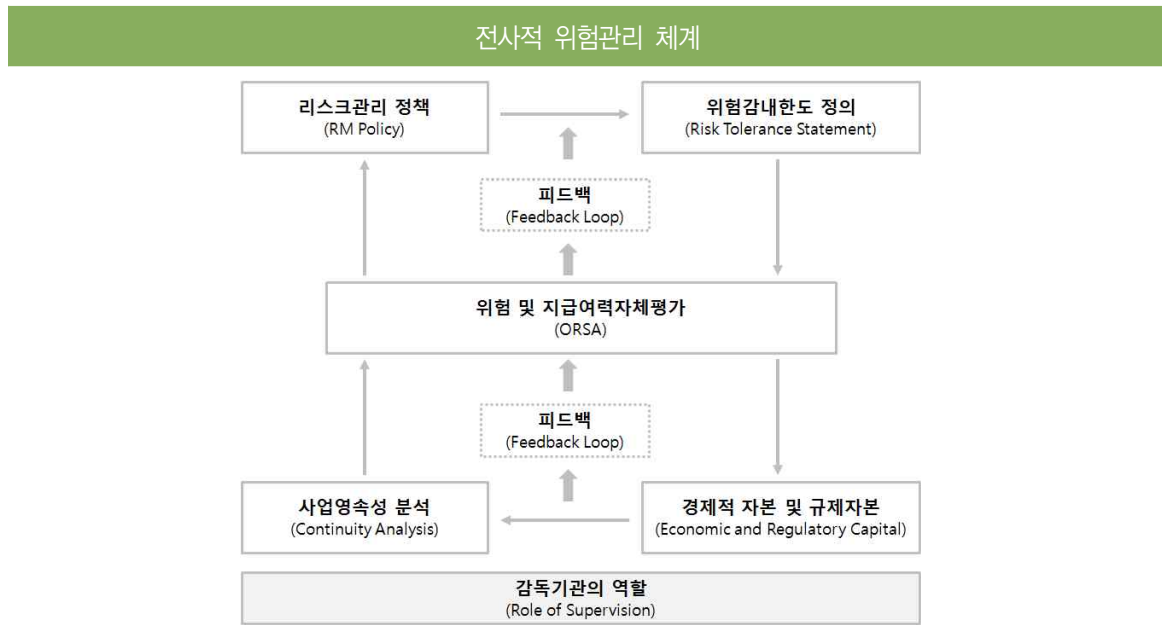 전사적 위험관리 체계
리스크관리 정책
(RM Policy)
위험감내한도 정의
(Risk Tolerance Statement)
피드백
(Feedback Loop)
위험 및 지급여력자체평가
(ORSA)
피드백
(Feedback Loop)
사업영속성 분석
(Continuity Analysis)
경제적 자본 및 규제자본
(Economic and Regulatory Capital)
감독기관의 역할
(Role of Supervision)